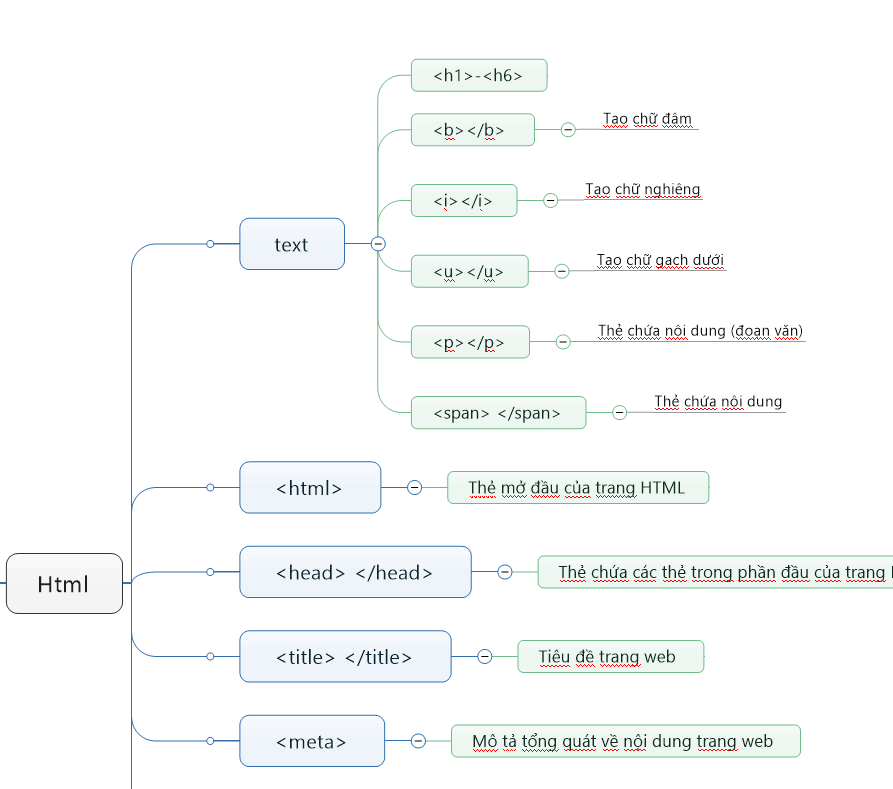 <h1>-<h6>
<b></b>
Tạo chữ đậm
<i></i>
Tạo chữ nghiêng
text
<u></u>
Tạo chữ gạch dưới
<p></p>
Thẻ chứa nội dung (đoạn văn)
<span> </span>
Thẻ chứa nội dung
<html>
Thẻ mở đầu của trang HTML
Html
<head> </head>
Thẻ chứa các thẻ trong phần đầu của trang
<title> </title>
Tiêu đề trang web
<meta>
Mô tả tổng quát về nội dung trang web